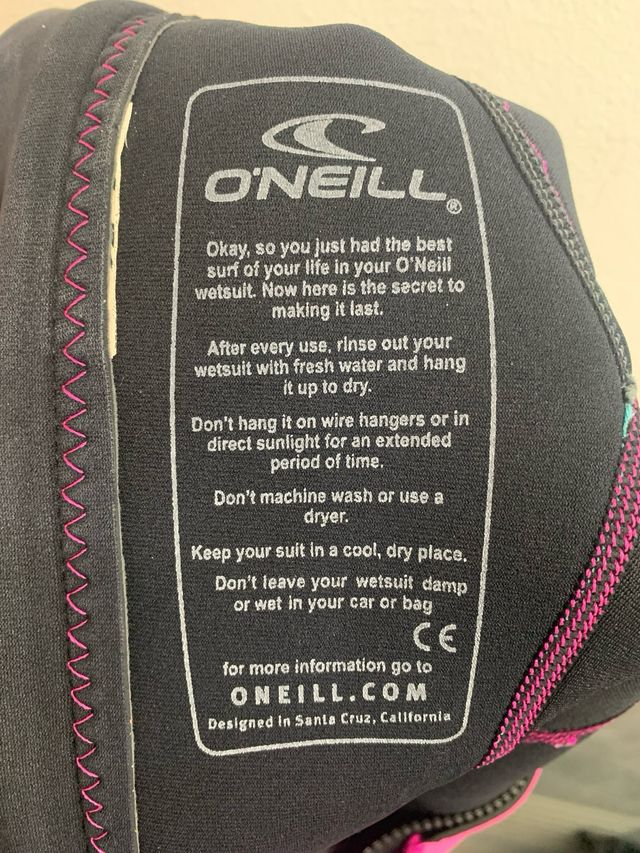 O'NEILL®
Okay, so you just had the best
surf of your life in your O'Neill
wetsuit. Now here is the secret to
making it last.
After every use, rinse out your
wetsuit with fresh water and hang
it up to dry.
Don't hang it on wire hangers or in
direct sunlight for an extended
period of time.
Don't machine wash or use a
dryer.
Keep your suit in a cool, dry place.
Don't leave your wetsuit damp
or wet in your car or bag
CE
for more information go to
ONEILL.COM
Designed in Santa Cruz, California